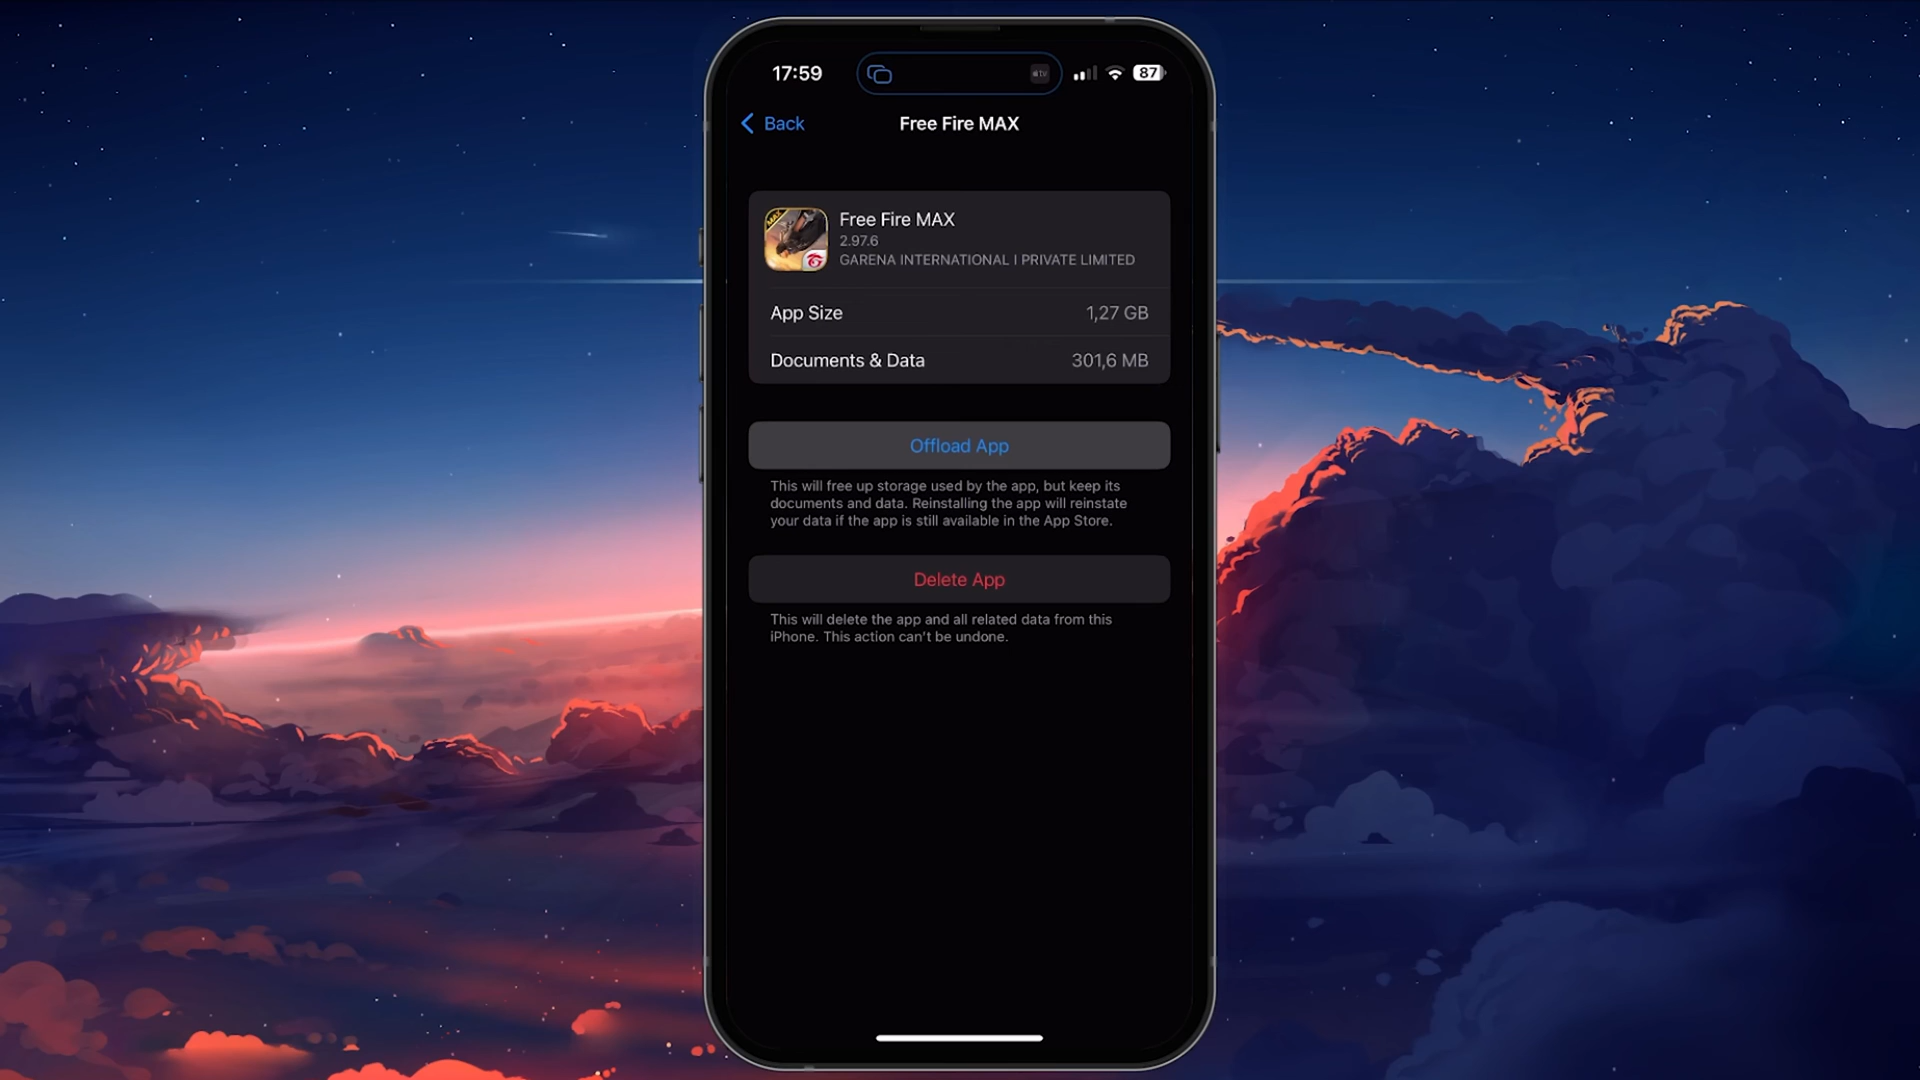 17:59
tv
87
Back
Free Fire MAX
MAX
Free Fire MAX
2.97.6
GARENA INTERNATIONAL I PRIVATE LIMITED
App Size 1,27 GB
Documents & Data 301,6 MB
Offload App
This will free up storage used by the app, but keep its
documents and data. Reinstalling the app will reinstate
your data if the app is still available in the App Store.
Delete App
This will delete the app and all related data from this
iPhone. This action can't be undone.